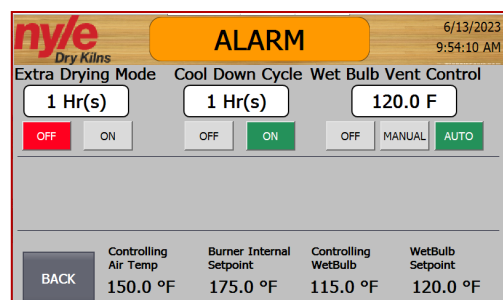 nyle
Dry Kilns
ALARM
6/13/2023
9:54:10 AM
Extra Drying Mode Cool Down Cycle Wet Bulb Vent Control
1 Hr(s) 1 Hr(s) 120.0 F
OFF ON OFF ON OFF MANUAL AUTO
BACK
Controlling Burner Internal Controlling WetBulb
Air Temp Setpoint WetBulb Setpoint
150.0 °F 175.0 °F 115.0 °F 120.0 °F